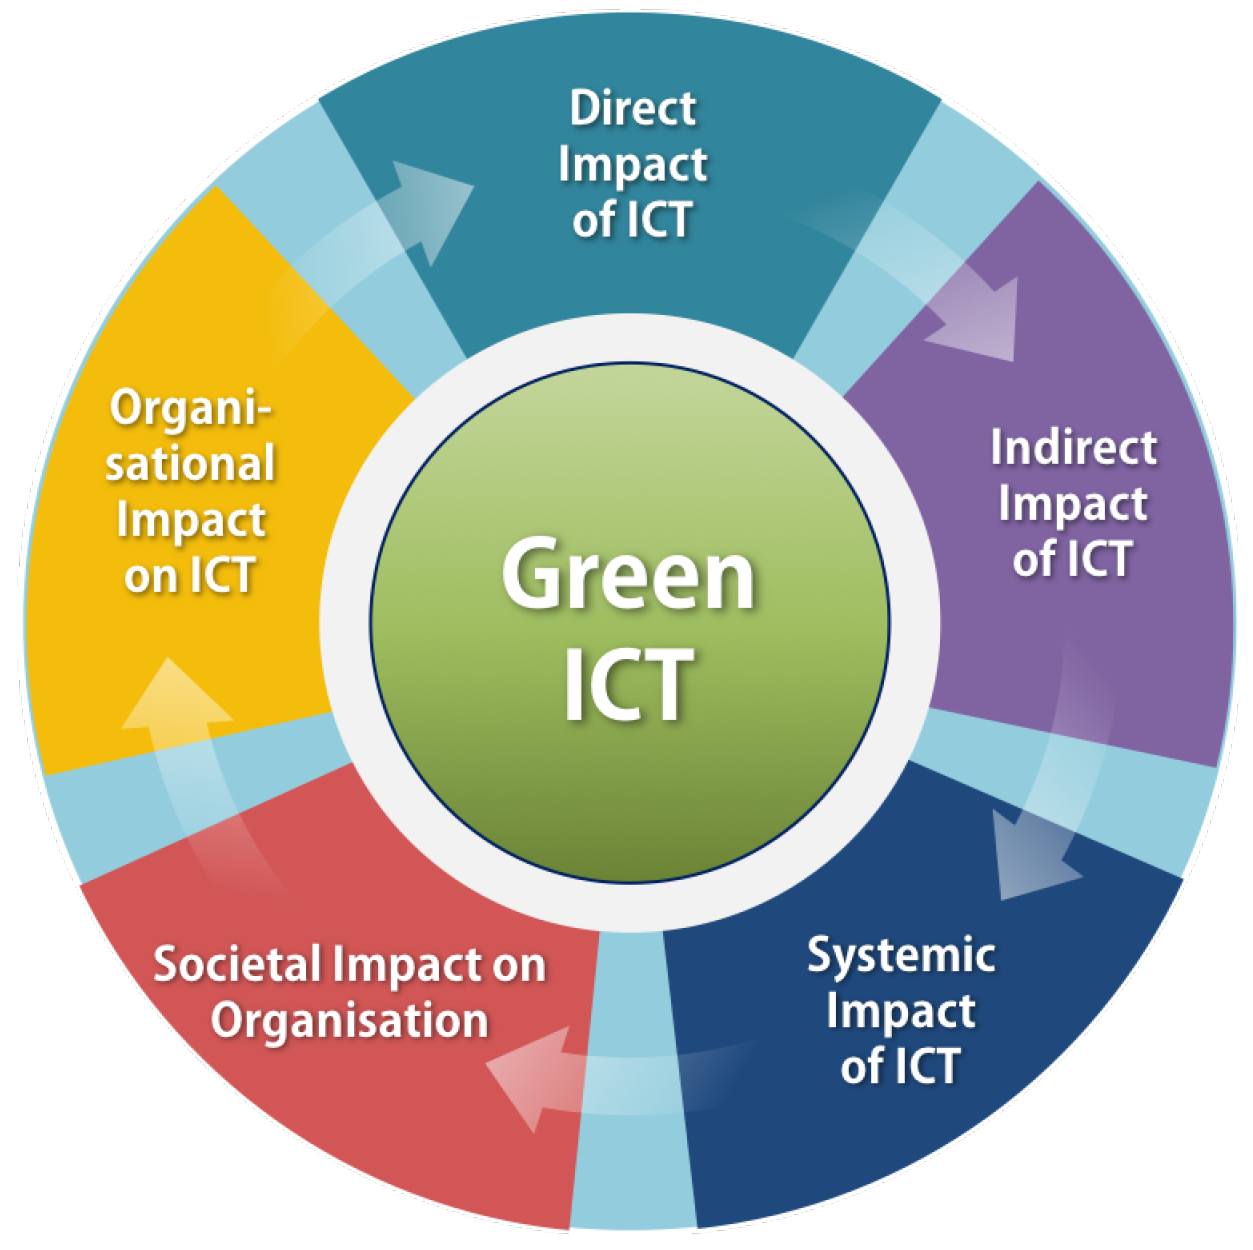 Direct
Impact
of ICT
Indirect
Impact
of ICT
Systemic
Impact
of ICT
Societal Impact on
Organisation
Organi-
sational
Impact
on ICT
Green
ICT